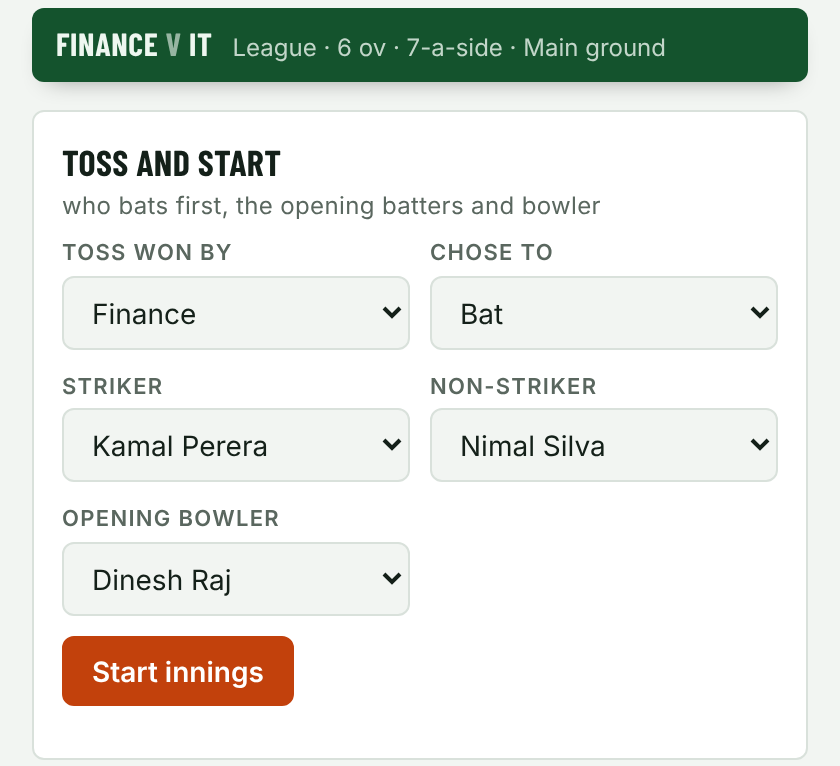 FINANCE V IT League · 6 ov · 7-a-side · Main ground
TOSS AND START
who bats first, the opening batters and bowler
TOSS WON BY CHOSE TO
Finance Bat
STRIKER NON-STRIKER
Kamal Perera Nimal Silva
OPENING BOWLER
Dinesh Raj
Start innings